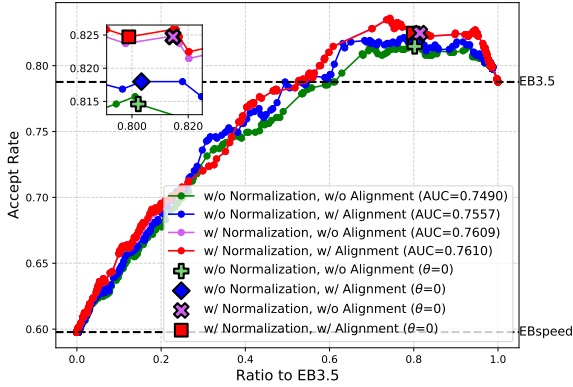 0.825
0.820
0.815
0.800
0.820
0.80
0.75
0.70
0.65
0.60
Accept Rate
EB3.5
EBspeed
w/o Normalization, w/o Alignment (AUC=0.7490)
w/o Normalization, w/ Alignment (AUC=0.7557)
w/ Normalization, w/o Alignment (AUC=0.7609)
w/ Normalization, w/ Alignment (AUC=0.7610)
w/o Normalization, w/o Alignment (θ=0)
w/o Normalization, w/ Alignment (θ=0)
w/ Normalization, w/o Alignment (θ=0)
w/ Normalization, w/ Alignment (θ=0)
0.0 0.2 0.4 0.6 0.8 1.0
Ratio to EB3.5